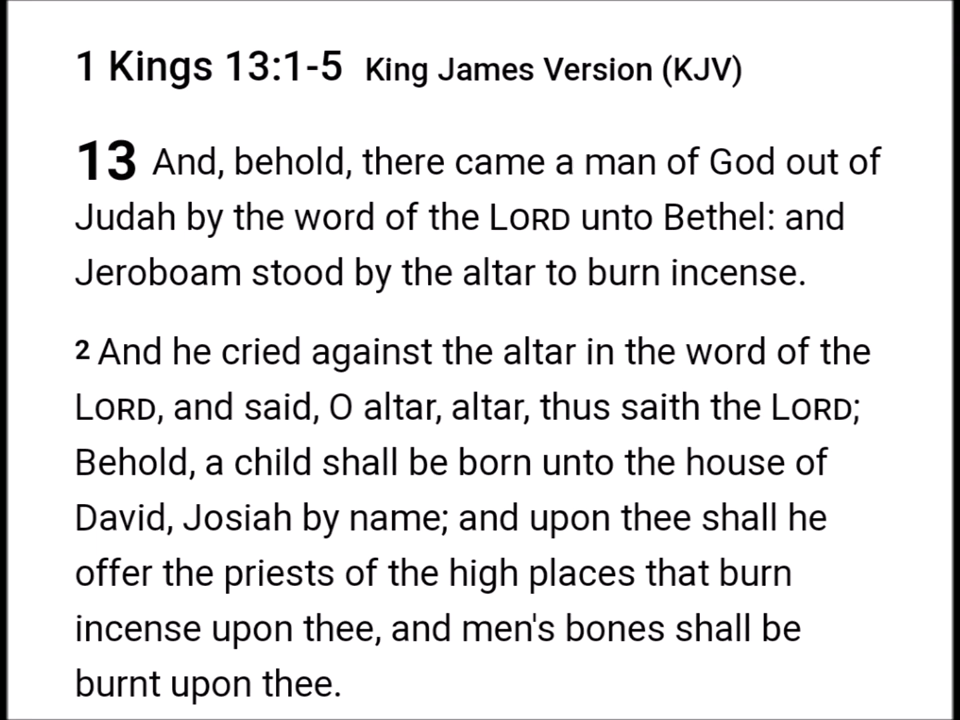 1 Kings 13:1-5 King James Version (KJV)
13 And, behold, there came a man of God out of
Judah by the word of the LORD unto Bethel: and
Jeroboam stood by the altar to burn incense.
2 And he cried against the altar in the word of the
LORD, and said, O altar, altar, thus saith the LORD;
Behold, a child shall be born unto the house of
David, Josiah by name; and upon thee shall he
offer the priests of the high places that burn
incense upon thee, and men's bones shall be
burnt upon thee.